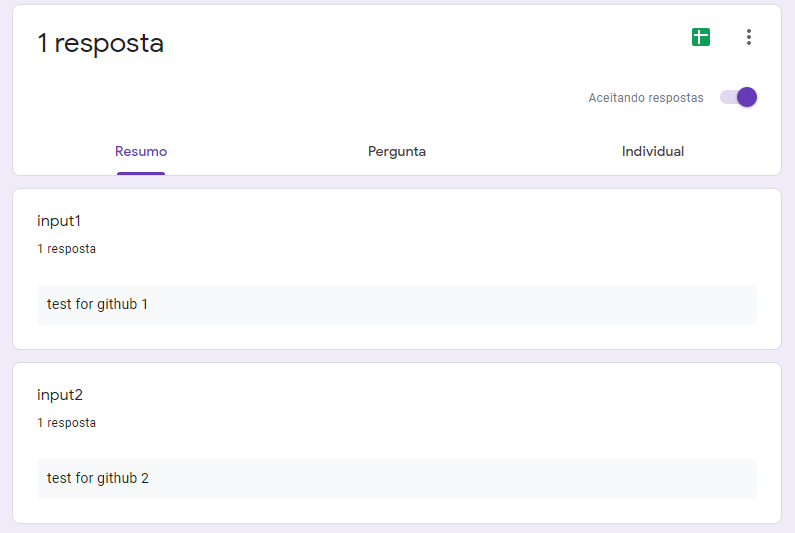 1 resposta
Aceitando respostas
Resumo Pergunta Individual
input1
1 resposta
test for github 1
input2
1 resposta
test for github 2